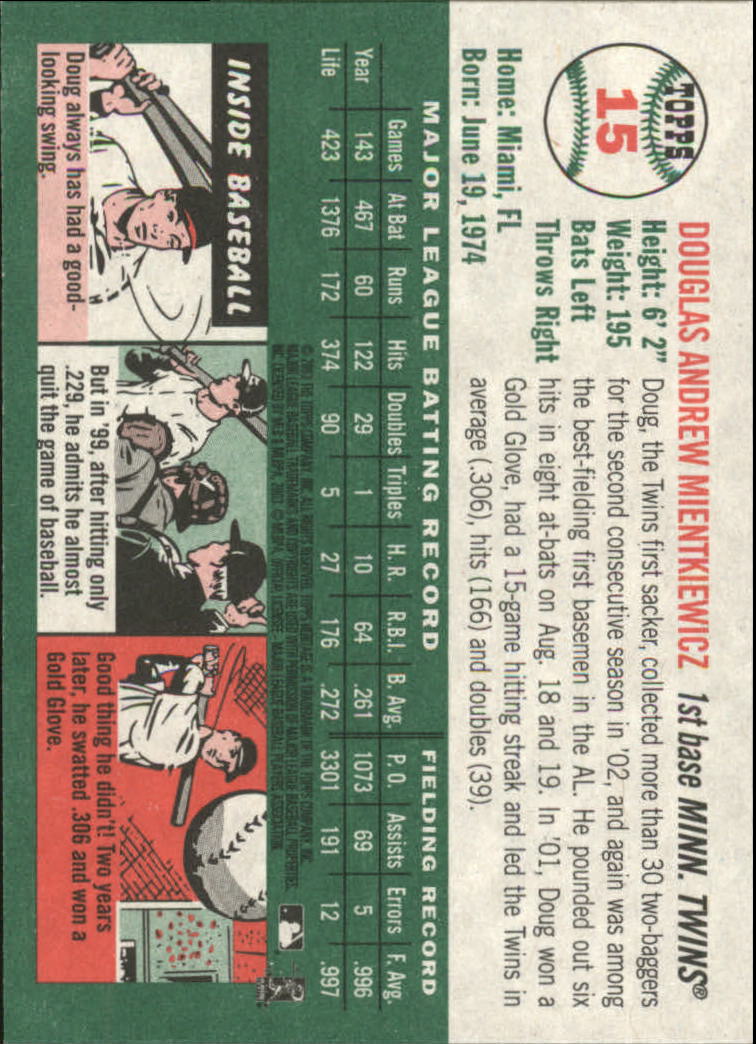 TOPPS
15
DOUGLAS ANDREW MIENTKIEWICZ 1st base MINN. TWINS®
Height: 6' 2"
Weight: 195
Bats Left
Throws Right
Home: Miami, FL
Born: June 19, 1974
Doug, the Twins first sacker, collected more than 30 two-baggers
for the second consecutive season in '02, and again was among
the best-fielding first basemen in the AL. He pounded out six
hits in eight at-bats on Aug. 18 and 19. In '01, Doug won a
Gold Glove, had a 15-game hitting streak and led the Twins in
average (.306), hits (166) and doubles (39).
MAJOR LEAGUE BATTING RECORD FIELDING RECORD
Year Games At Bat Runs Hits Doubles Triples H. R. R.B.I. B. Avg. P. O. Assists Errors F. Avg.
143 467 60 122 29 1 10 64 .261 1073 69 5 .996
Life 423 1376 172 374 90 5 27 176 .272 3301 191 12 .997
INSIDE BASEBALL
Doug always has had a good-
looking swing.
But in '99, after hitting only
.229, he admits he almost
quit the game of baseball.
Good thing he didn't! Two years
later, he swatted .306 and won a
Gold Glove.